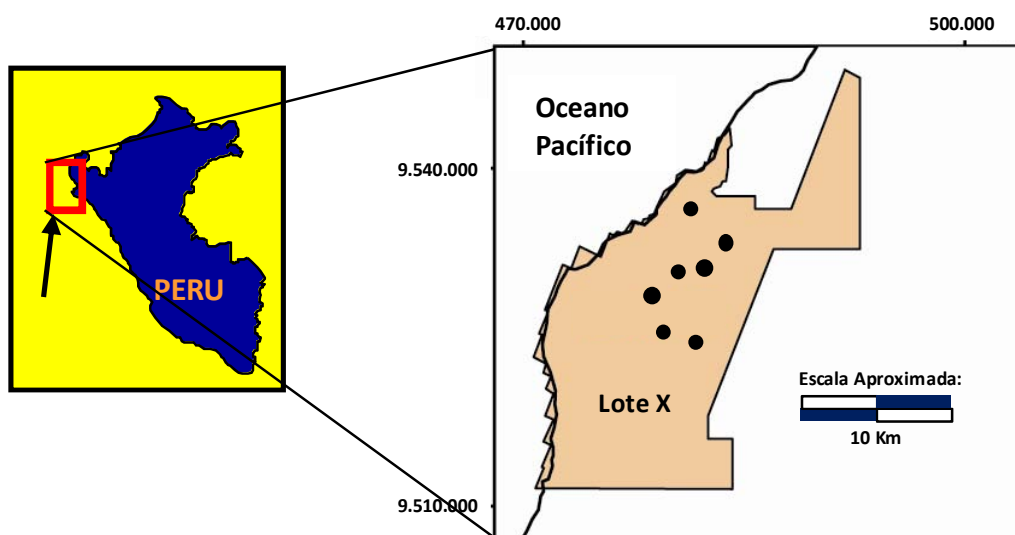 470.000
500.000
Oceano
Pacífico
9.540.000
PERU
Escala Aproximada:
Lote X
10 Km
9.510.000